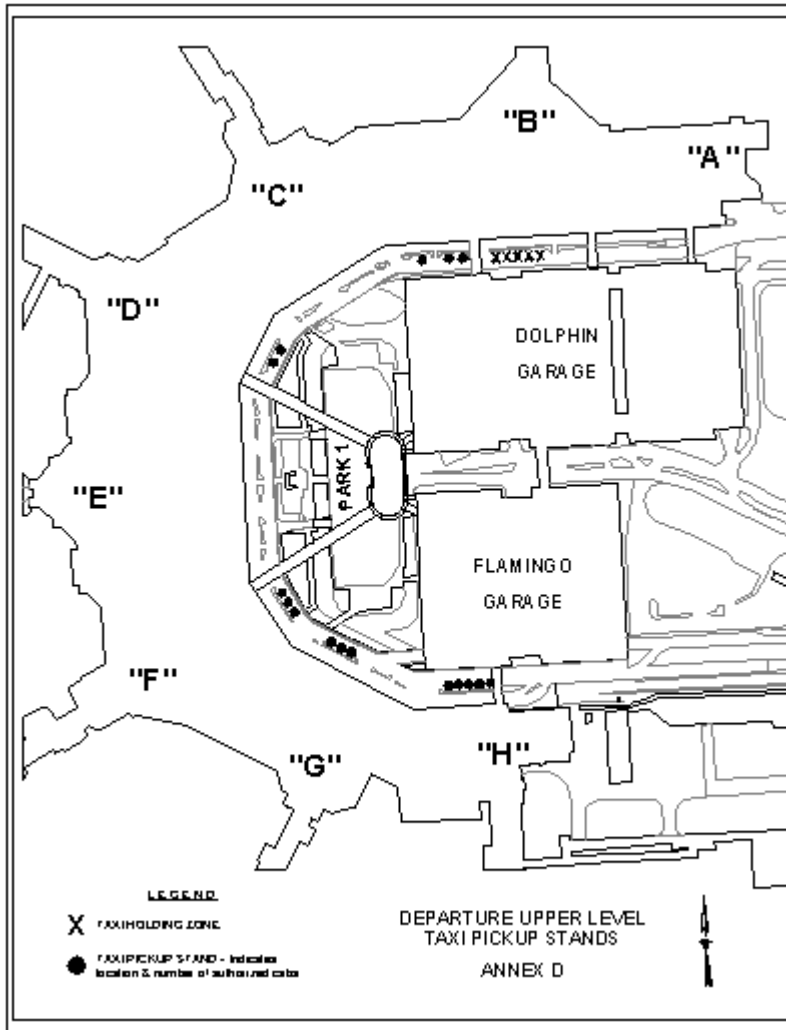 "B"
"A"
"C"
"D"
XXXXX
DOLPHIN
GARAGE
PARK 1
"E"
FLAMINGO
GARAGE
"F"
"G"
"H"
LEGEND
X TAXI HOLDING ZONE
TAXI PICKUP STAND - Indicates
location & number of authorized cabs
DEPARTURE UPPER LEVEL
TAXI PICKUP STANDS
ANNEX D